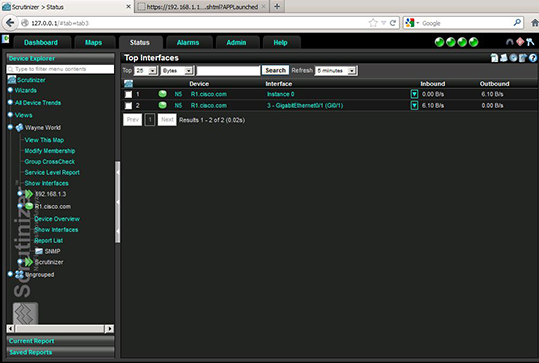 Scrutinizer > Status
https://192.168.1....shtml?APPLaunched
127.0.0.1/#tab=tab3
Google
Dashboard Maps Status Alarms Admin Help
Device Explorer
Type to filter menu contents
Scrutinizer
Wizards
All Device Trends
Views
Wayne World
View This Map
Modify Membership
Group CrossCheck
Service Level Report
Show Interfaces
192.168.1.3
R1.cisco.com
Device Overview
Show Interfaces
Report List
SNMP
Scrutinizer
Ungrouped
Scrutinizer
Current Report
Saved Reports
Top Interfaces
Top 25 Bytes Search Refresh 5 minutes
Device Interface Inbound Outbound
1 N5 R1.cisco.com Instance 0 0.00 B/s 6.10 B/s
2 N5 R1.cisco.com 3 - GigabitEthernet0/1 (Gi0/1) 6.10 B/s 0.00 B/s
Prev 1 Next Results 1 - 2 of 2 (0.02s)